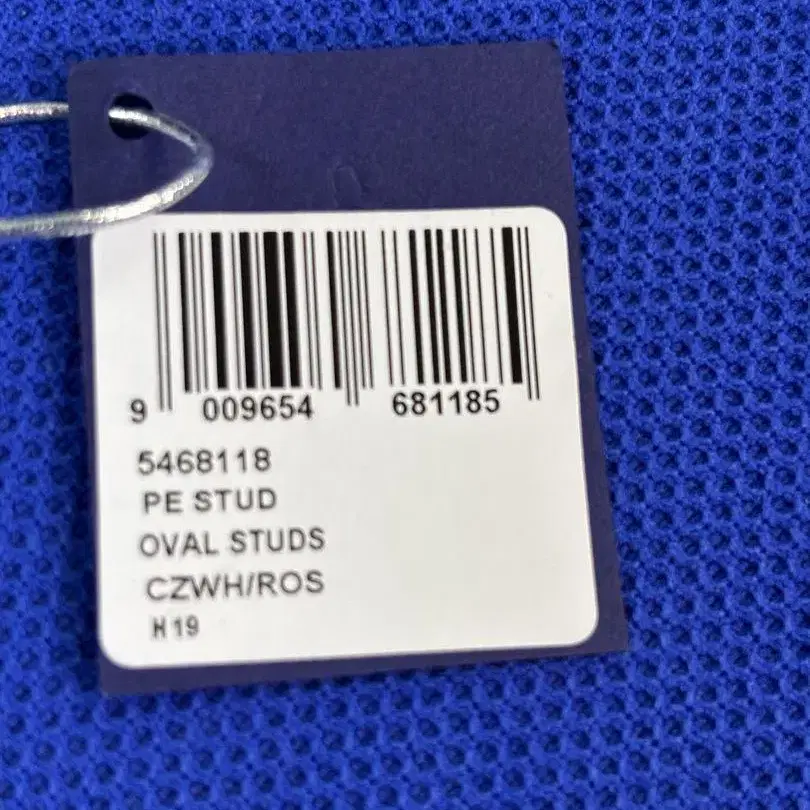 9 009654 681185
5468118
PE STUD
OVAL STUDS
CZWH/ROS
H19